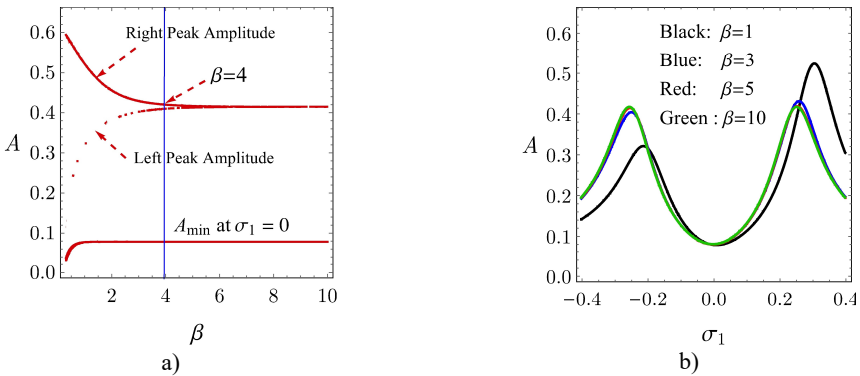 0.6
Right Peak Amplitude
0.5
β=4
0.4
A
0.3
Left Peak Amplitude
0.2
A_min at σ_1 = 0
0.1
0.0
2 4 6 8 10
β
a)
0.6
Black: β=1
Blue: β=3
0.5
Red: β=5
0.4
Green : β=10
A
0.3
0.2
0.1
0.0
−0.4 −0.2 0.0 0.2 0.4
σ_1
b)